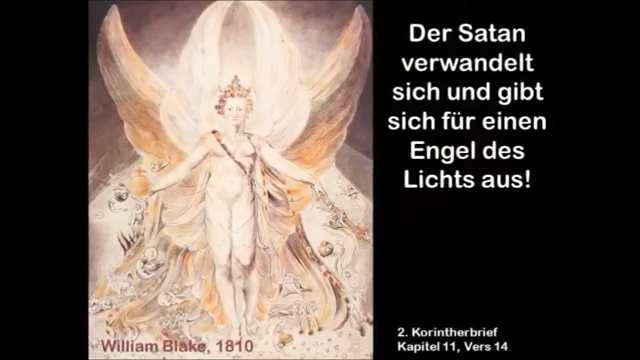 Der Satan
verwandelt
sich und gibt
sich für einen
Engel des
Lichts aus!
2. Korintherbrief
Kapitel 11, Vers 14
William Blake, 1810